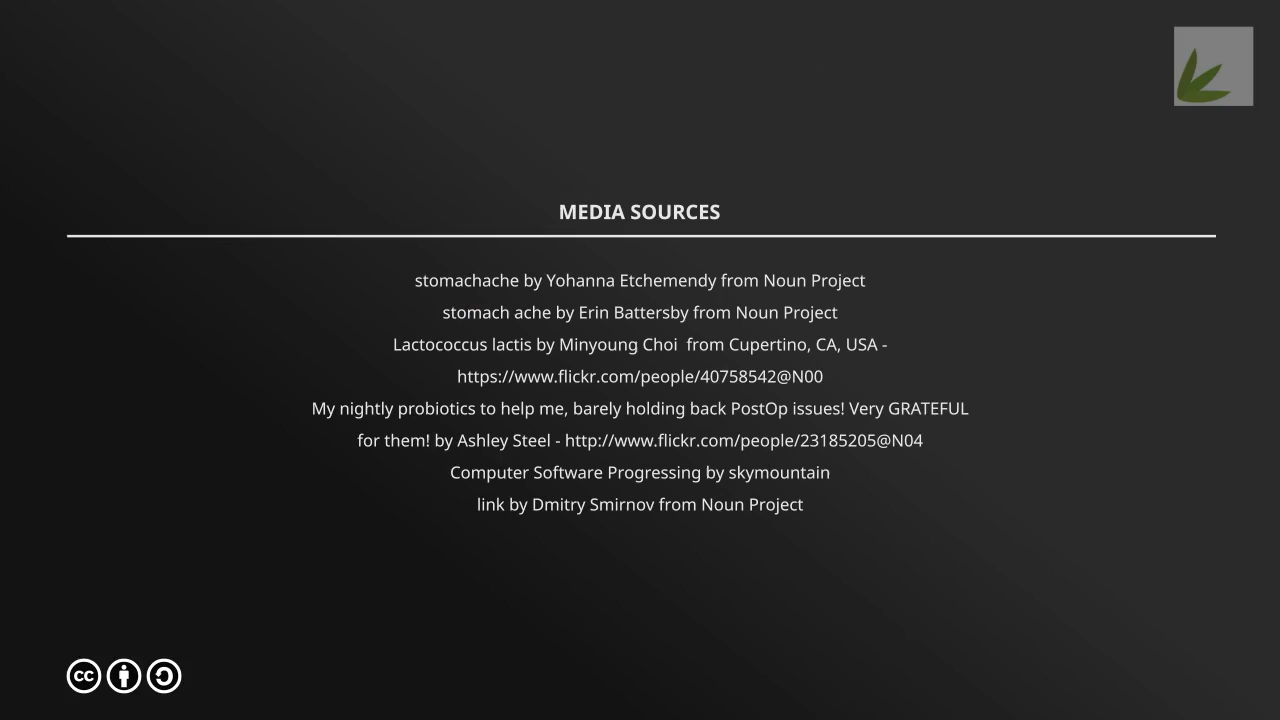 MEDIA SOURCES
stomachache by Yohanna Etchemendy from Noun Project
stomach ache by Erin Battersby from Noun Project
Lactococcus lactis by Minyoung Choi  from Cupertino, CA, USA -
https://www.flickr.com/people/40758542@N00
My nightly probiotics to help me, barely holding back PostOp issues! Very GRATEFUL
for them! by Ashley Steel - http://www.flickr.com/people/23185205@N04
Computer Software Progressing by skymountain
link by Dmitry Smirnov from Noun Project
cc